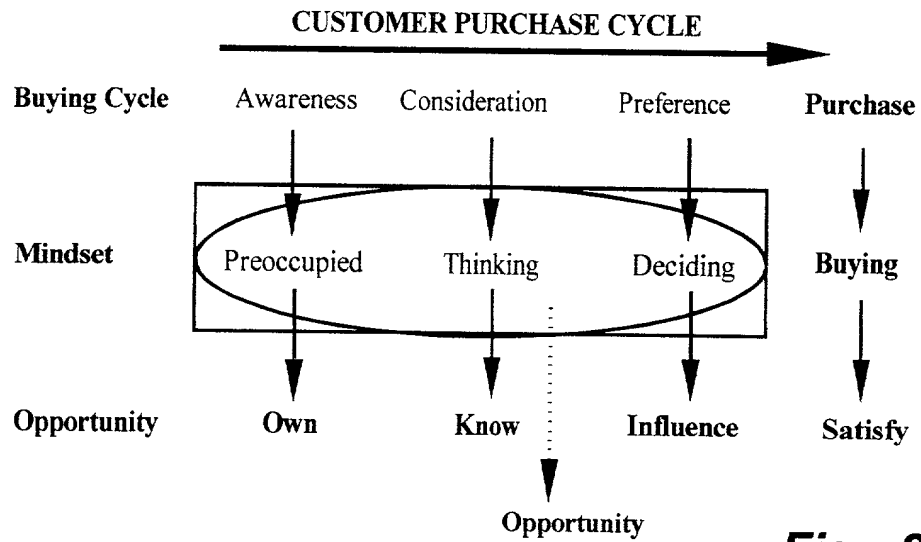 CUSTOMER PURCHASE CYCLE
Buying Cycle Awareness Consideration Preference Purchase
Mindset Preoccupied Thinking Deciding Buying
Opportunity Own Know Influence Satisfy
Opportunity